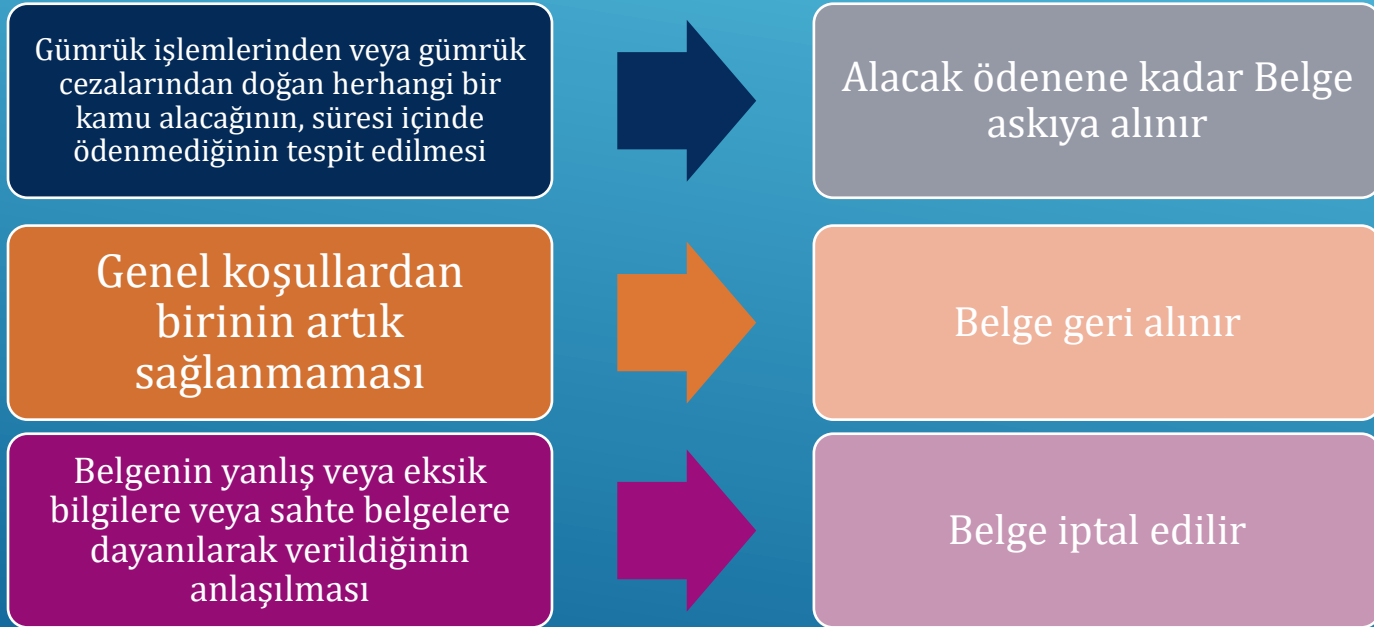 Gümrük işlemlerinden veya gümrük
cezalarından doğan herhangi bir
kamu alacağının, süresi içinde
ödenmediğinin tespit edilmesi
Alacak ödenene kadar Belge
askıya alınır
Genel koşullardan
birinin artık
sağlanmaması
Belge geri alınır
Belgenin yanlış veya eksik
bilgilere veya sahte belgelere
dayanılarak verildiğinin
anlaşılması
Belge iptal edilir